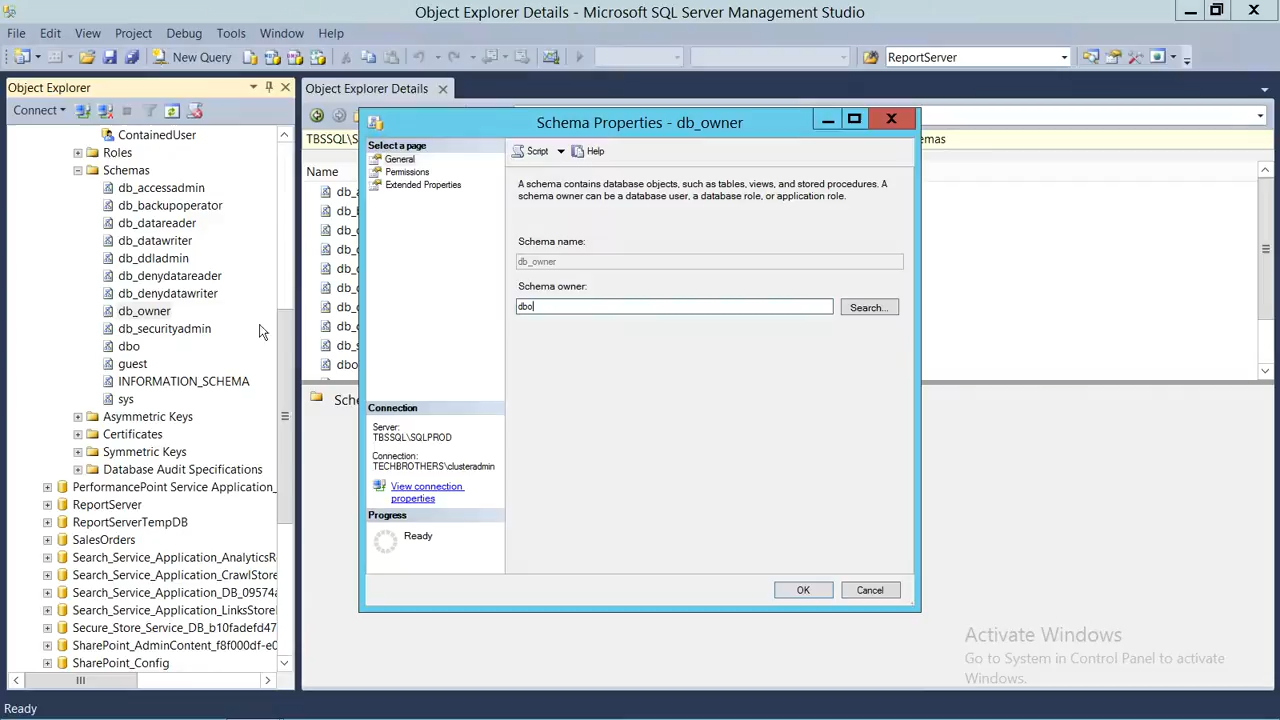 Object Explorer Details - Microsoft SQL Server Management Studio
File Edit View Project Debug Tools Window Help
New Query ReportServer
Object Explorer
Connect
ContainedUser
Roles
Schemas
db_accessadmin
db_backupoperator
db_datareader
db_datawriter
db_ddladmin
db_denydatareader
db_denydatawriter
db_owner
db_securityadmin
dbo
guest
INFORMATION_SCHEMA
sys
Asymmetric Keys
Certificates
Symmetric Keys
Database Audit Specifications
PerformancePoint Service Application_
ReportServer
ReportServerTempDB
SalesOrders
Search_Service_Application_AnalyticsR
Search_Service_Application_CrawlStore
Search_Service_Application_DB_09574a
Search_Service_Application_LinksStore
Secure_Store_Service_DB_b10fadefd47
SharePoint_AdminContent_f8f000df-e0
SharePoint_Config
Object Explorer Details
TBSSQL\S
Name
dbo
Schema Properties - db_owner
Select a page
General
Permissions
Extended Properties
Connection
Server:
TBSSQL\SQLPROD
Connection:
TECHBROTHERS\clusteradmin
View connection
properties
Progress
Ready
Script Help
A schema contains database objects, such as tables, views, and stored procedures. A
schema owner can be a database user, a database role, or application role.
Schema name:
db_owner
Schema owner:
dbo
Search...
OK Cancel
Activate Windows
Go to System in Control Panel to activate
Windows.
Ready